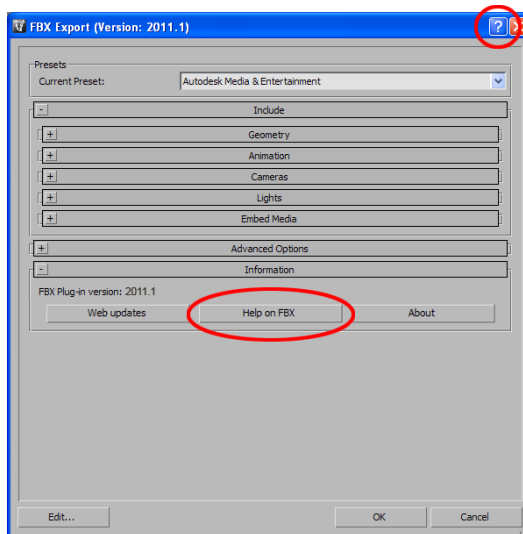 FBX Export (Version: 2011.1)
?
Presets
Current Preset: Autodesk Media & Entertainment
- Include
+ Geometry
+ Animation
+ Cameras
+ Lights
+ Embed Media
+ Advanced Options
- Information
FBX Plug-in version: 2011.1
Web updates Help on FBX About
Edit... OK Cancel